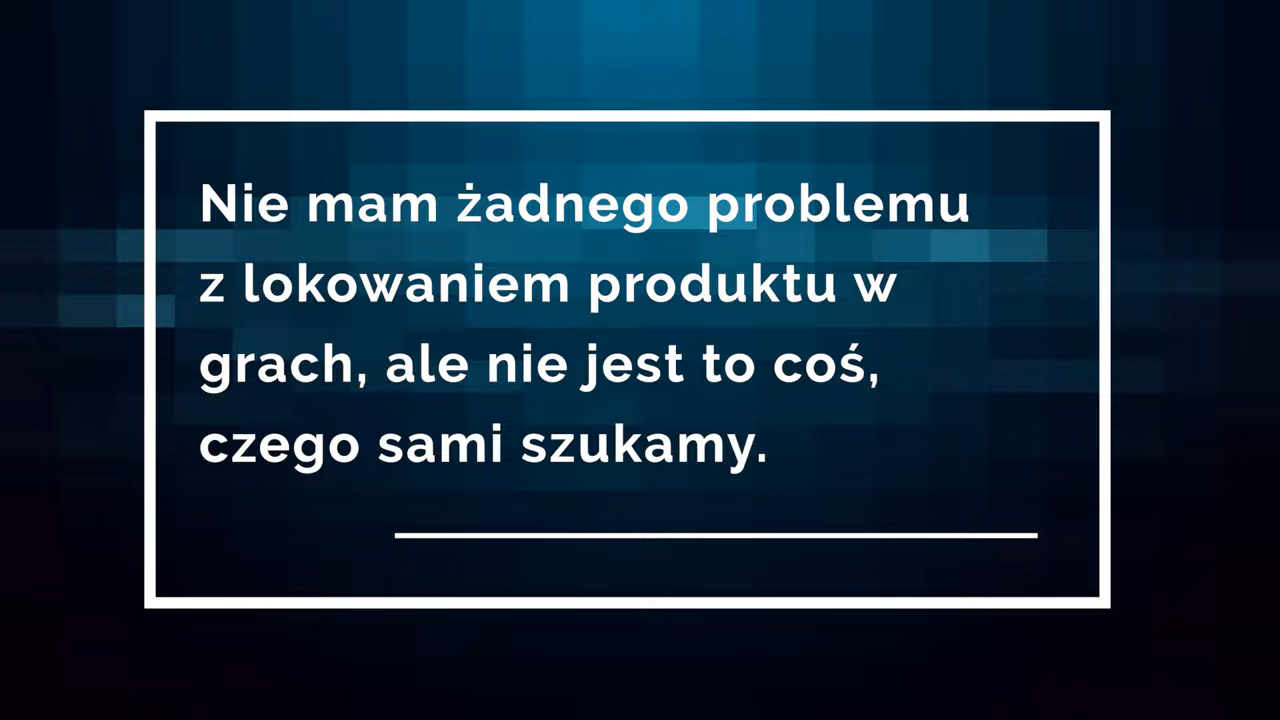 Nie mam żadnego problemu
z lokowaniem produktu w
grach, ale nie jest to coś,
czego sami szukamy.